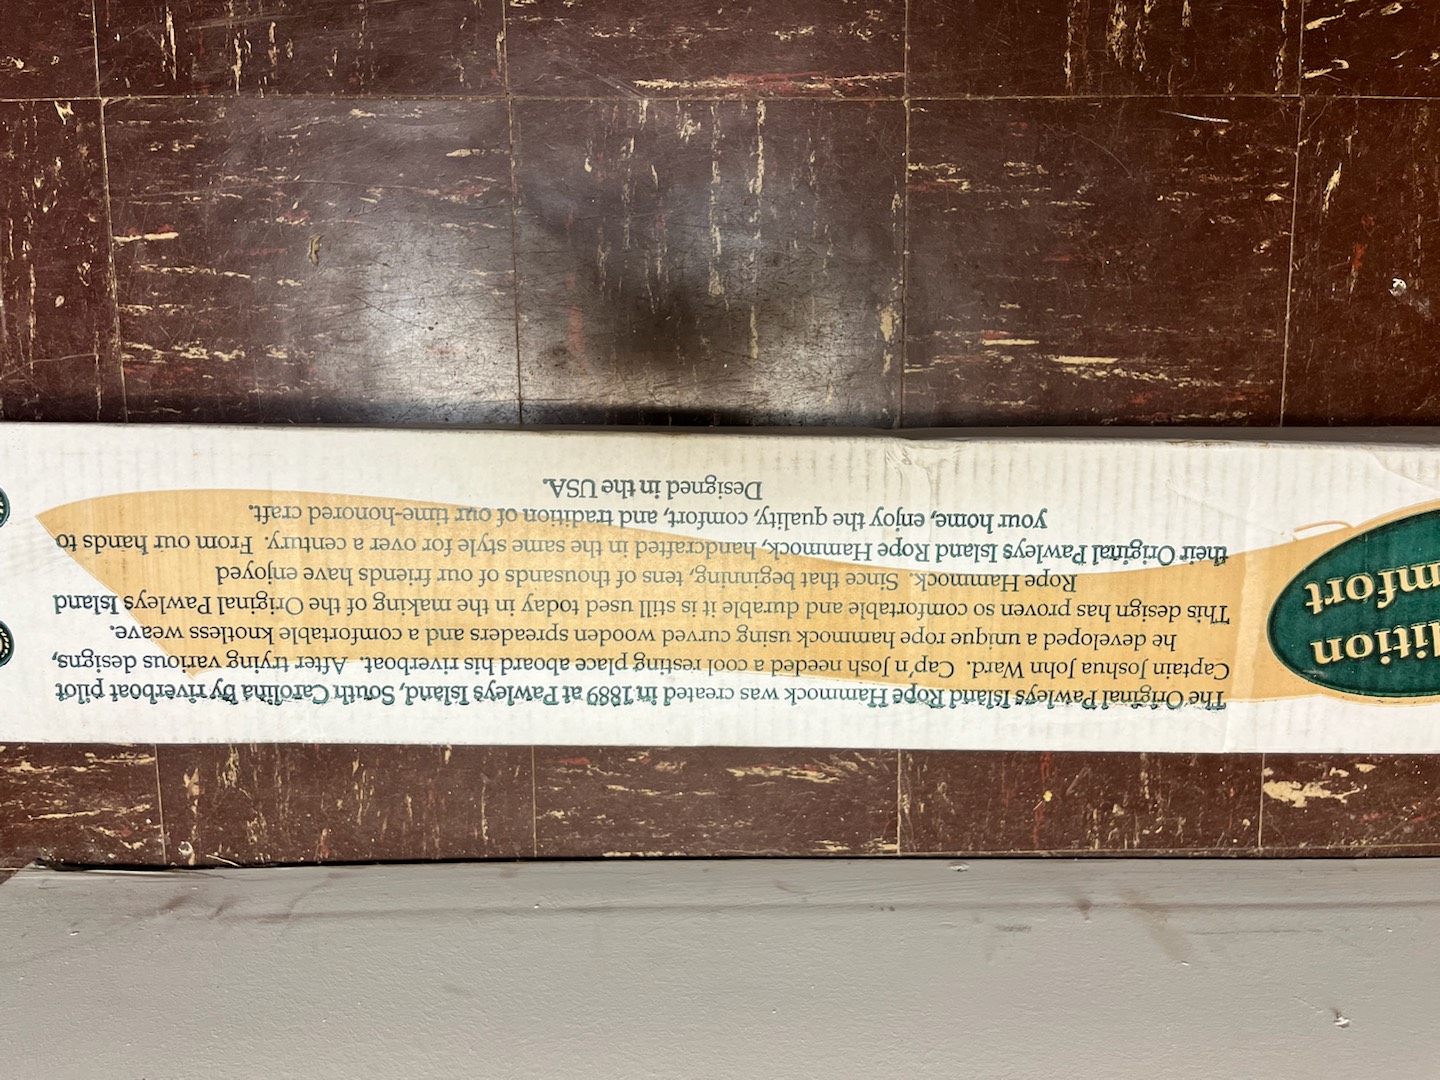 The Original Pawleys Island Rope Hammock was created in 1889 at Pawleys Island, South Carolina by riverboat pilot
Captain Joshua John Ward. Cap'n Josh needed a cool resting place aboard his riverboat. After trying various designs,
he developed a unique rope hammock using curved wooden spreaders and a comfortable knotless weave.
This design has proven so comfortable and durable it is still used today in the making of the Original Pawleys Island
Rope Hammock. Since that beginning, tens of thousands of our friends have enjoyed
their Original Pawleys Island Rope Hammock, handcrafted in the same style for over a century. From our hands to
your home, enjoy the quality, comfort, and tradition of our time-honored craft.
Designed in the USA.
dition
mfort